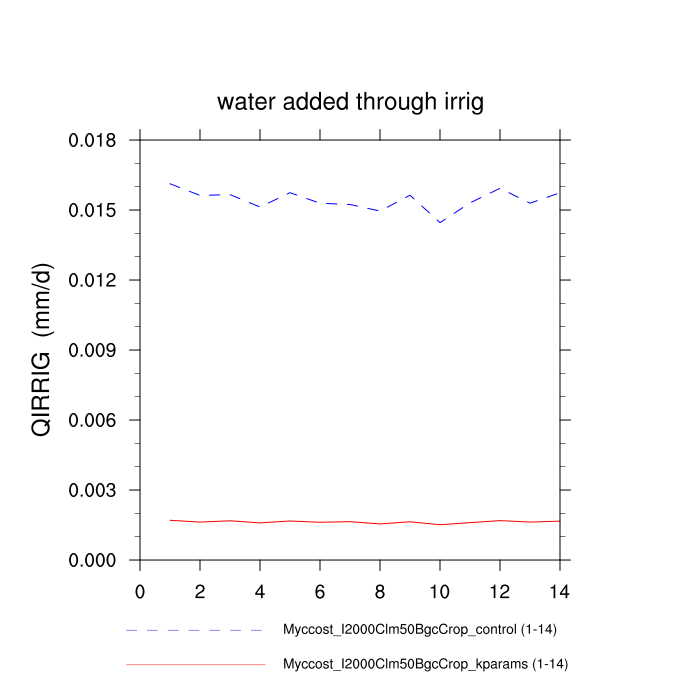 water added through irrig
QIRRIG (mm/d)
0.018
0.015
0.012
0.009
0.006
0.003
0.000
0 2 4 6 8 10 12 14
Myccost_I2000Clm50BgcCrop_control (1-14)
Myccost_I2000Clm50BgcCrop_kparams (1-14)